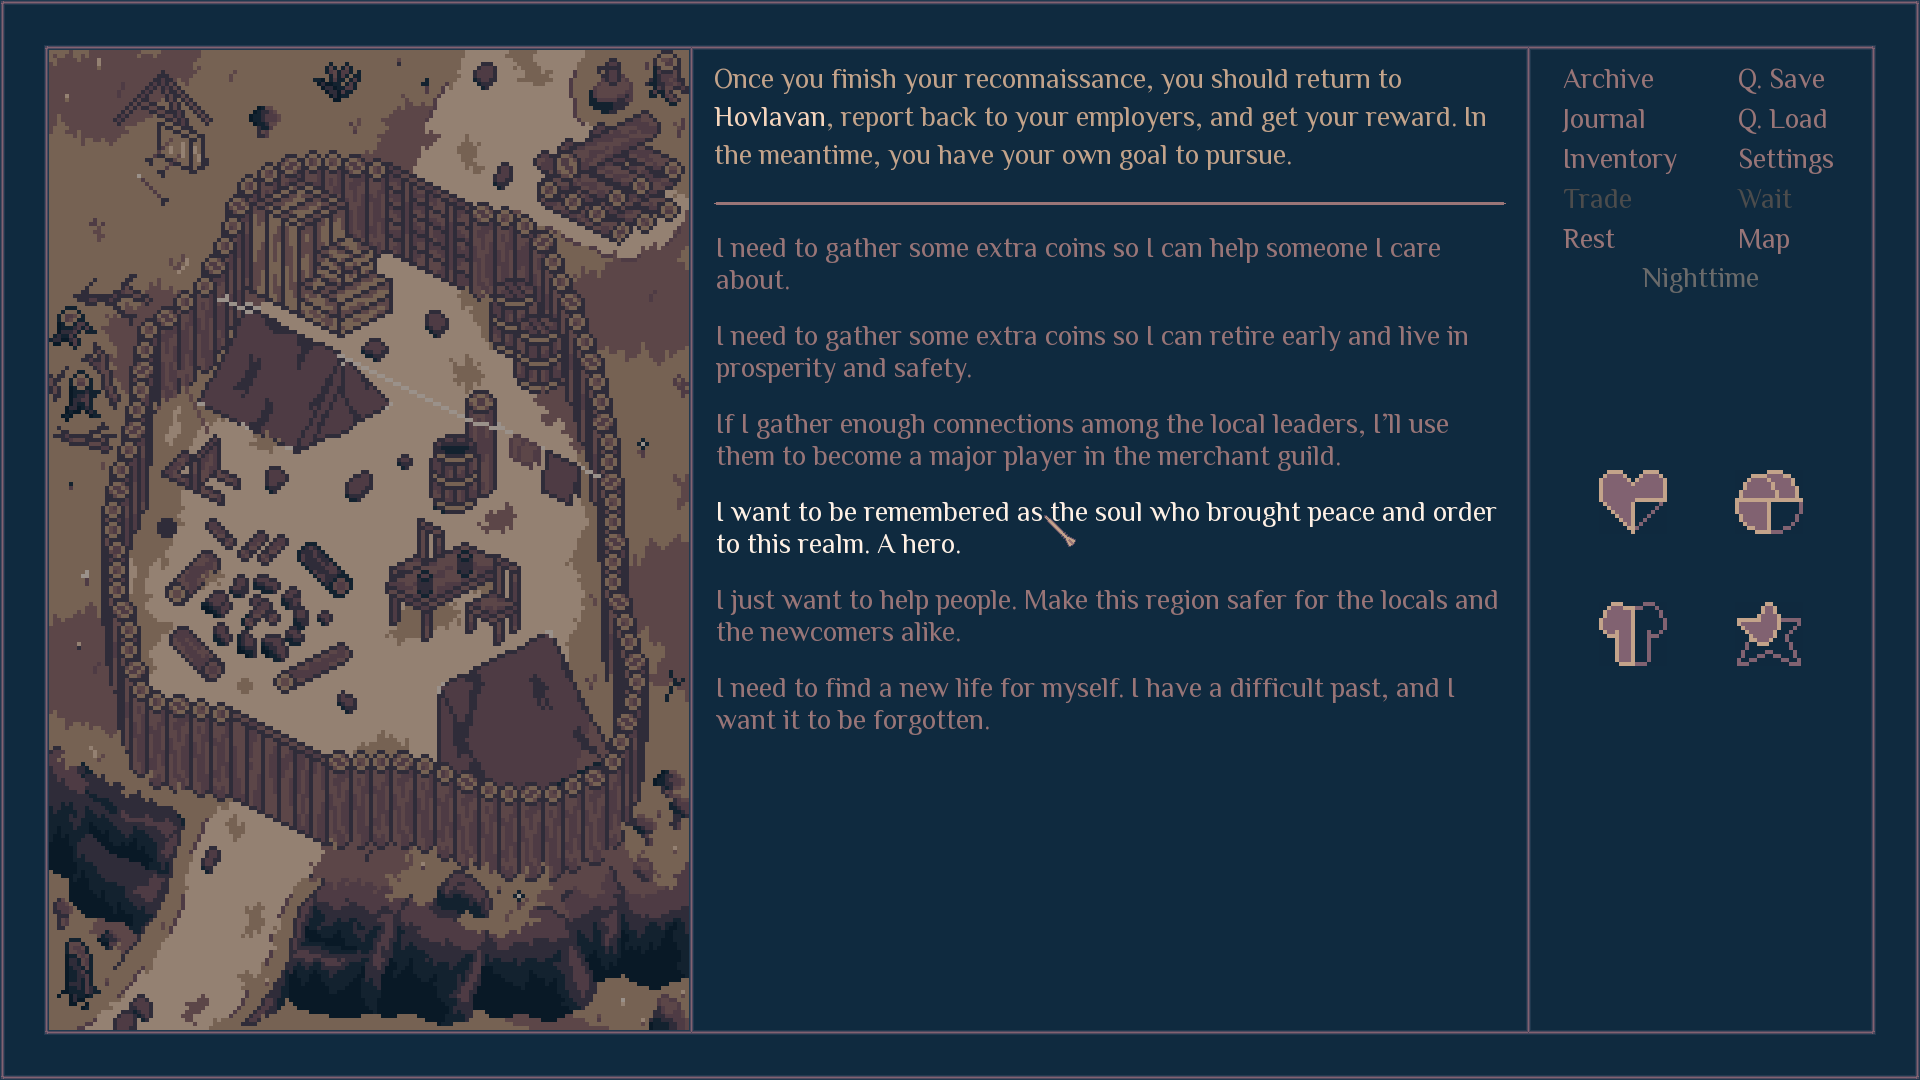 Once you finish your reconnaissance, you should return to
Hovlavan, report back to your employers, and get your reward. In
the meantime, you have your own goal to pursue.
I need to gather some extra coins so I can help someone I care
about.
I need to gather some extra coins so I can retire early and live in
prosperity and safety.
If I gather enough connections among the local leaders, I’ll use
them to become a major player in the merchant guild.
I want to be remembered as the soul who brought peace and order
to this realm. A hero.
I just want to help people. Make this region safer for the locals and
the newcomers alike.
I need to find a new life for myself. I have a difficult past, and I
want it to be forgotten.
Archive Q. Save
Journal Q. Load
Inventory Settings
Trade Wait
Rest Map
Nighttime